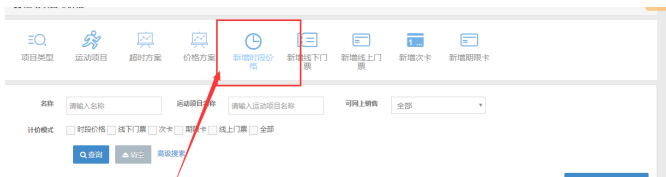 项目类型 运动项目 超时方案 价格方案 新增时段价格 新增线下门票 新增线上门票 新增次卡 新增期限卡
名称 请输入名称 运动项目名称 请输入运动项目名称 可网上销售 全部
计价模式 时段价格 线下门票 次卡 期限卡 线上门票 全部
查询 清空 高级搜索